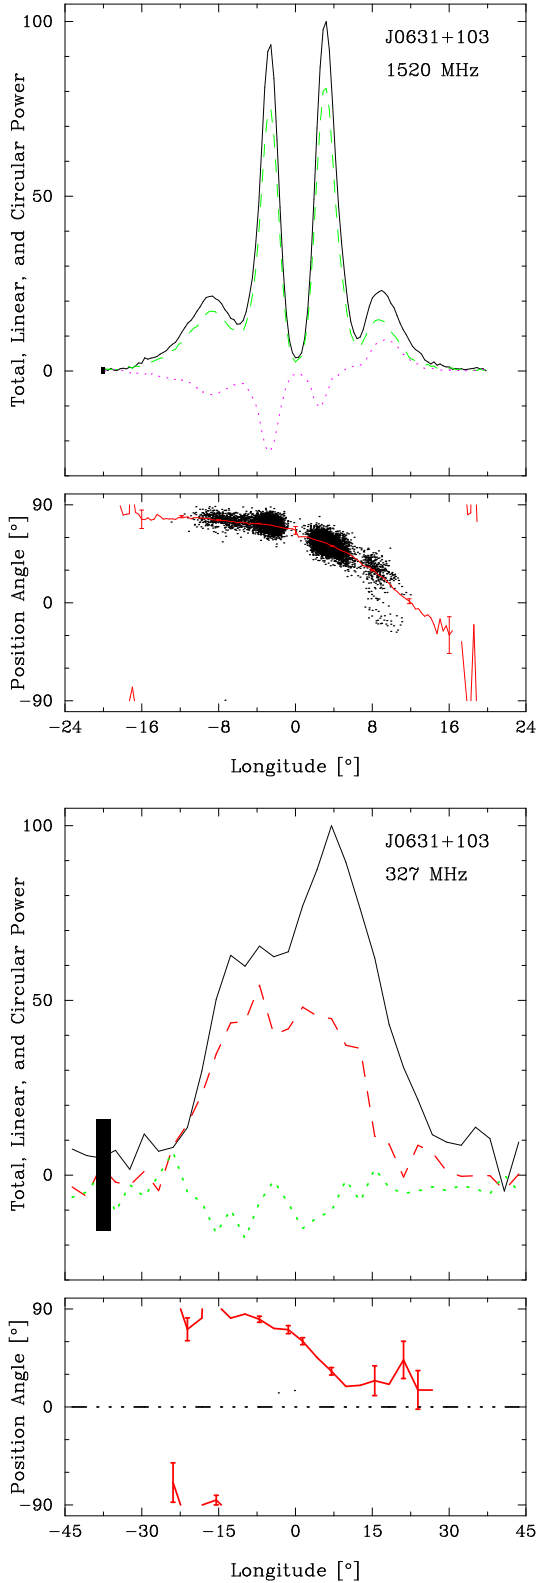 100
J0631+103
1520 MHz
50
0
Total, Linear, and Circular Power
90
0
−90
Position Angle [°]
−24 −16 −8 0 8 16 24
Longitude [°]
100
J0631+103
327 MHz
50
0
Total, Linear, and Circular Power
90
0
−90
Position Angle [°]
−45 −30 −15 0 15 30 45
Longitude [°]